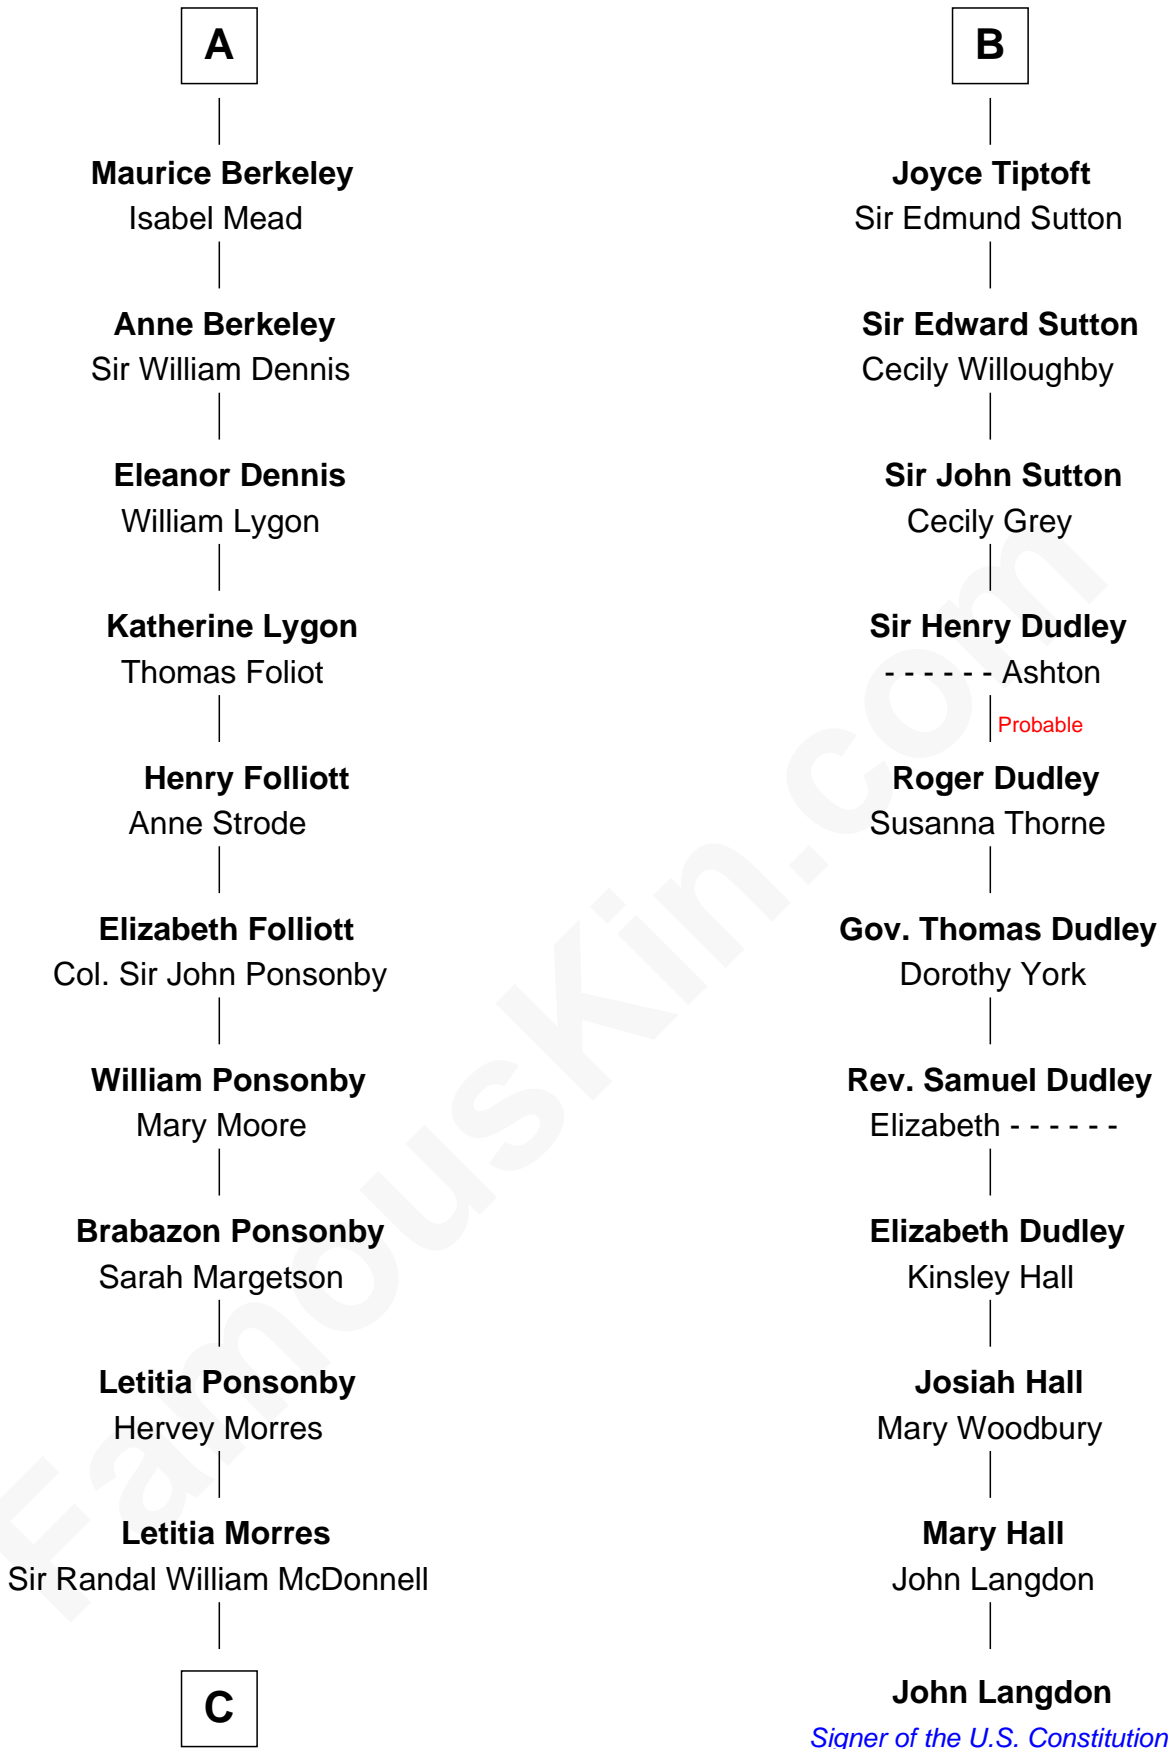 A
Maurice Berkeley
Isabel Mead
Anne Berkeley
Sir William Dennis
Eleanor Dennis
William Lygon
Katherine Lygon
Thomas Foliot
Henry Folliott
Anne Strode
Elizabeth Folliott
Col. Sir John Ponsonby
William Ponsonby
Mary Moore
Brabazon Ponsonby
Sarah Margetson
Letitia Ponsonby
Hervey Morres
Letitia Morres
Sir Randal William McDonnell
C
B
Joyce Tiptoft
Sir Edmund Sutton
Sir Edward Sutton
Cecily Willoughby
Sir John Sutton
Cecily Grey
Sir Henry Dudley
- - - - - - Ashton
Probable
Roger Dudley
Susanna Thorne
Gov. Thomas Dudley
Dorothy York
Rev. Samuel Dudley
Elizabeth - - - - - -
Elizabeth Dudley
Kinsley Hall
Josiah Hall
Mary Woodbury
Mary Hall
John Langdon
John Langdon
Signer of the U.S. Constitution
FamousKin.com